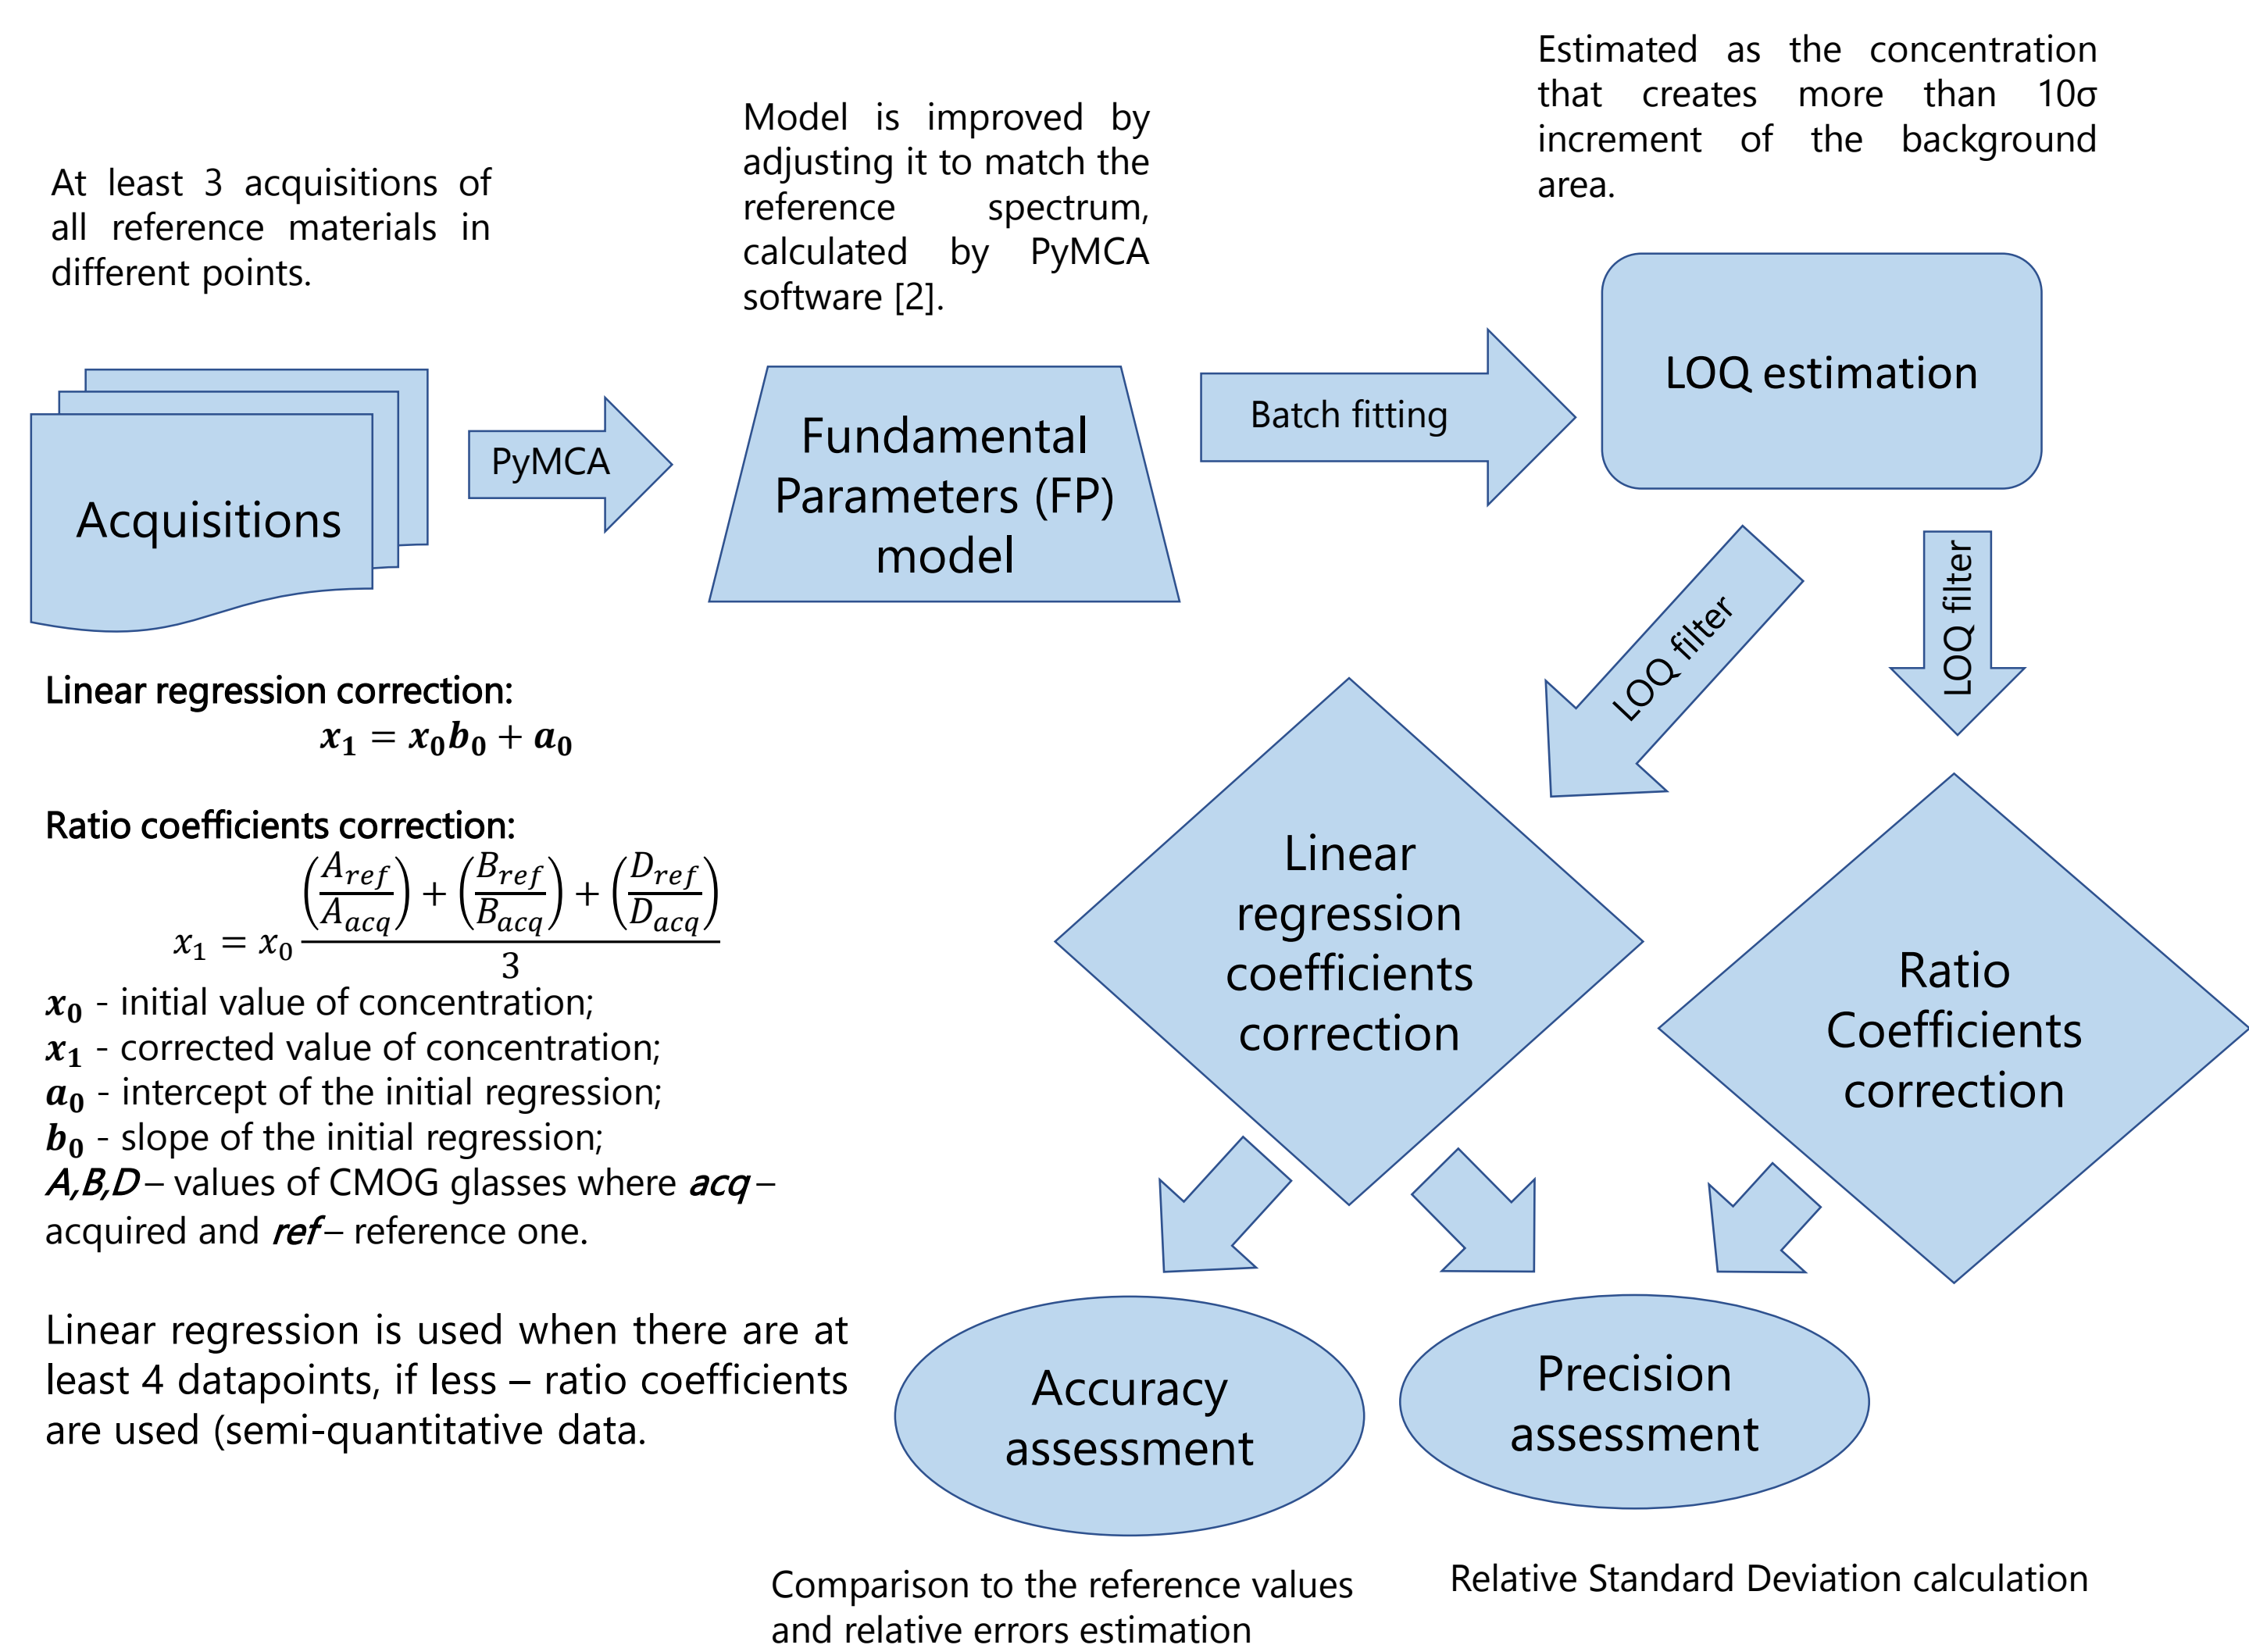 At least 3 acquisitions of
all reference materials in
different points.
Model is improved by
adjusting it to match the
reference spectrum,
calculated by PyMCA
software [2].
Estimated as the concentration
that creates more than 10σ
increment of the background
area.
Acquisitions
PyMCA
Fundamental
Parameters (FP)
model
Batch fitting
LOQ estimation
LOQ filter
LOQ filter
Linear regression correction:
x₁ = x₀b₀ + a₀
Ratio coefficients correction:
x₁ = x₀ ((A_ref/A_acq) + (B_ref/B_acq) + (D_ref/D_acq))/3
x₀ - initial value of concentration;
x₁ - corrected value of concentration;
a₀ - intercept of the initial regression;
b₀ - slope of the initial regression;
A,B,D – values of CMOG glasses where acq –
acquired and ref – reference one.
Linear regression is used when there are at
least 4 datapoints, if less – ratio coefficients
are used (semi-quantitative data.
Linear
regression
coefficients
correction
Ratio
Coefficients
correction
Accuracy
assessment
Precision
assessment
Comparison to the reference values
and relative errors estimation
Relative Standard Deviation calculation